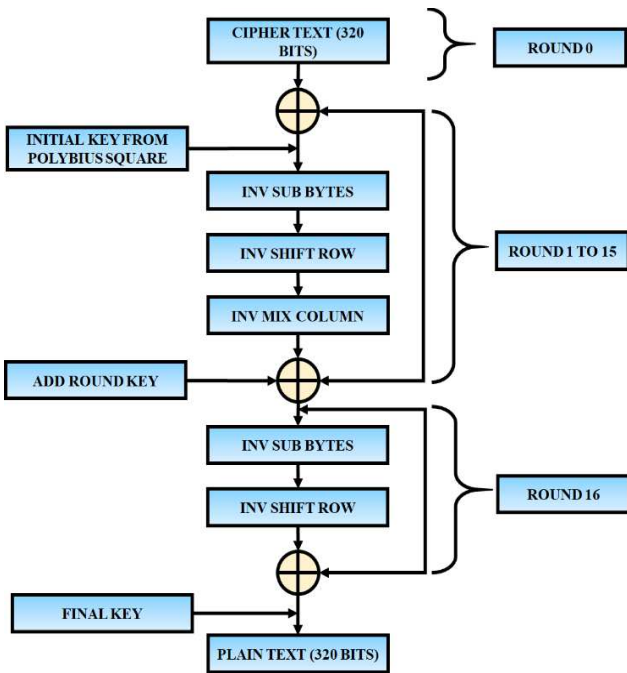 CIPHER TEXT (320
BITS)
ROUND 0
INITIAL KEY FROM
POLYBIUS SQUARE
INV SUB BYTES
INV SHIFT ROW
ROUND 1 TO 15
INV MIX COLUMN
ADD ROUND KEY
INV SUB BYTES
INV SHIFT ROW
ROUND 16
FINAL KEY
PLAIN TEXT (320 BITS)